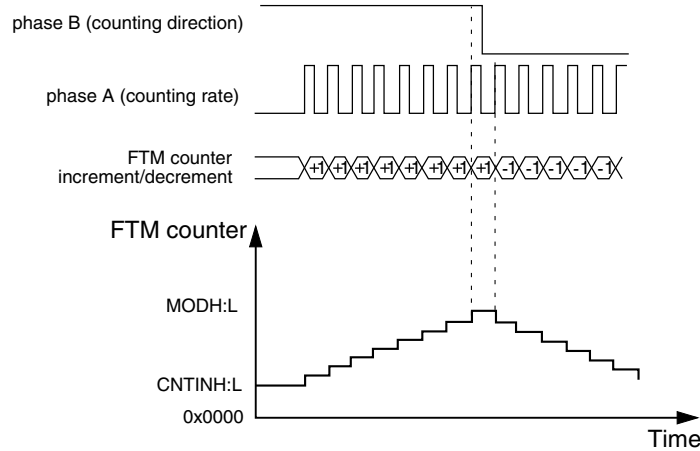 phase B (counting direction)
phase A (counting rate)
FTM counter
increment/decrement
+1 +1 +1 +1 +1 +1 +1 +1 -1 -1 -1 -1 -1
FTM counter
MODH:L
CNTINH:L
0x0000
Time